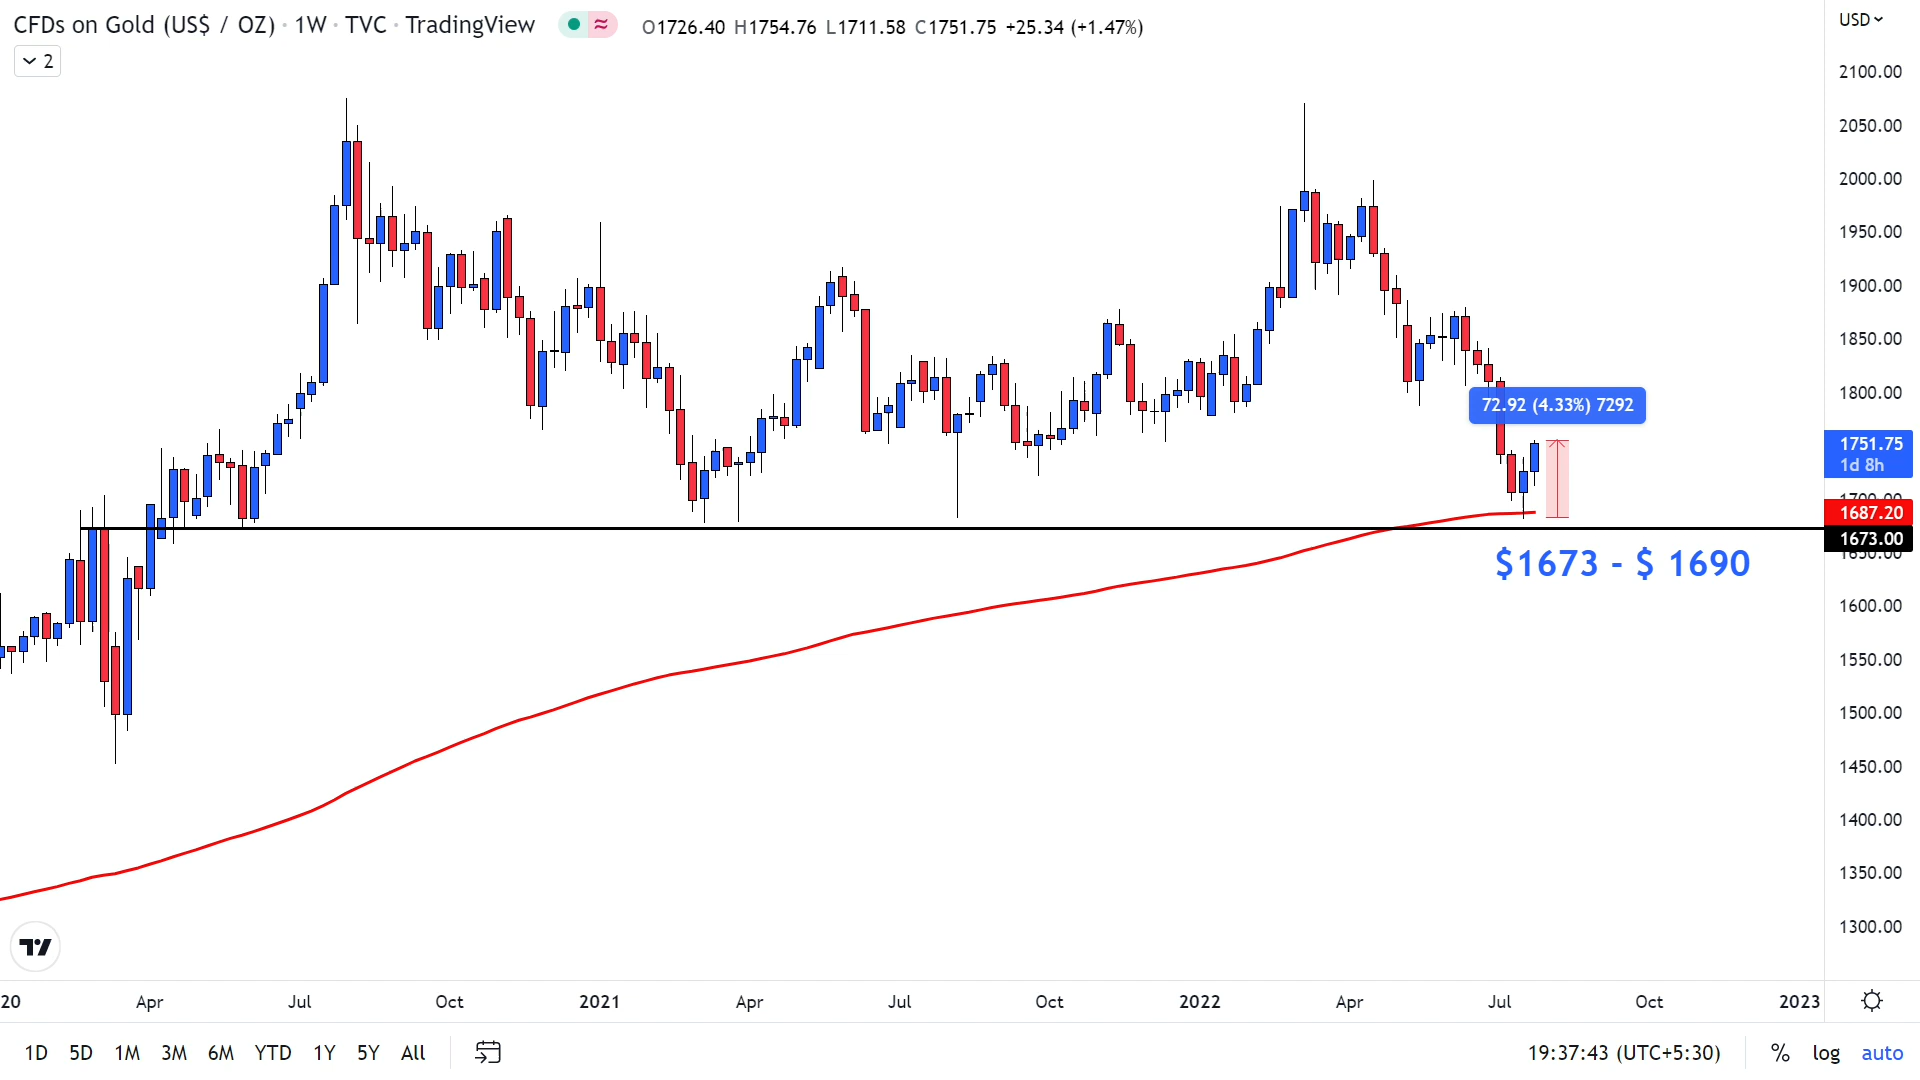 CFDs on Gold (US$ / OZ) · 1W · TVC · TradingView
O1726.40 H1754.76 L1711.58 C1751.75 +25.34 (+1.47%)
USD
2
2100.00
2050.00
2000.00
1950.00
1900.00
1850.00
1800.00
72.92 (4.33%) 7292
1751.75
1d 8h
1700.00
1687.20
1673.00
1650.00
$1673 - $ 1690
1600.00
1550.00
1500.00
1450.00
1400.00
1350.00
1300.00
20 Apr Jul Oct 2021 Apr Jul Oct 2022 Apr Jul Oct 2023
1D 5D 1M 3M 6M YTD 1Y 5Y All 19:37:43 (UTC+5:30) % log auto